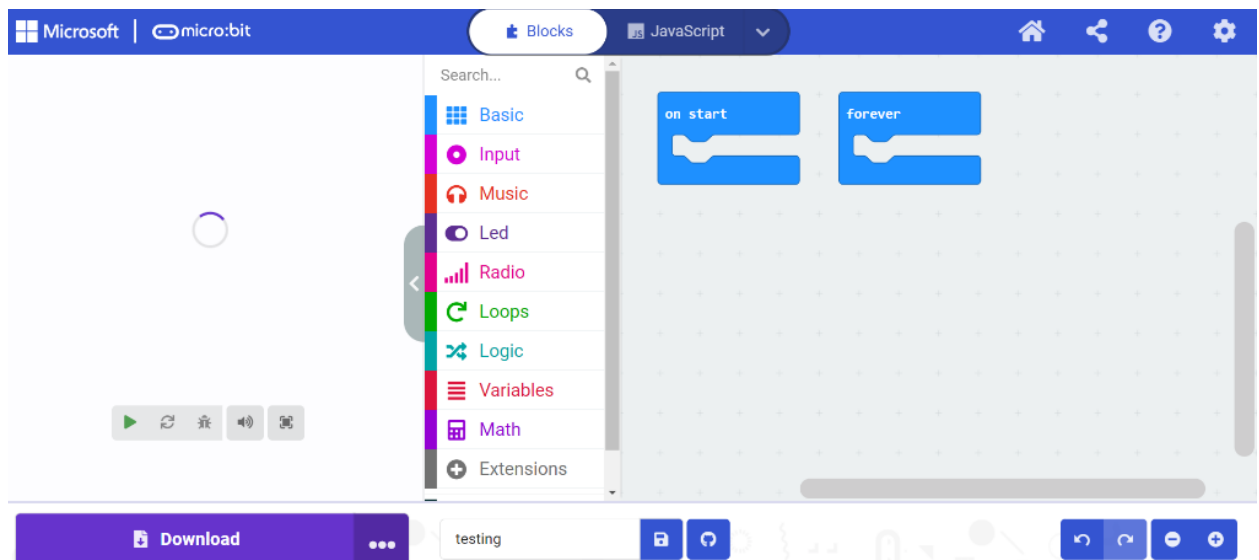 Microsoft micro:bit Blocks JS JavaScript
Search...
Basic
Input
Music
Led
Radio
Loops
Logic
Variables
Math
Extensions
on start
forever
Download
testing